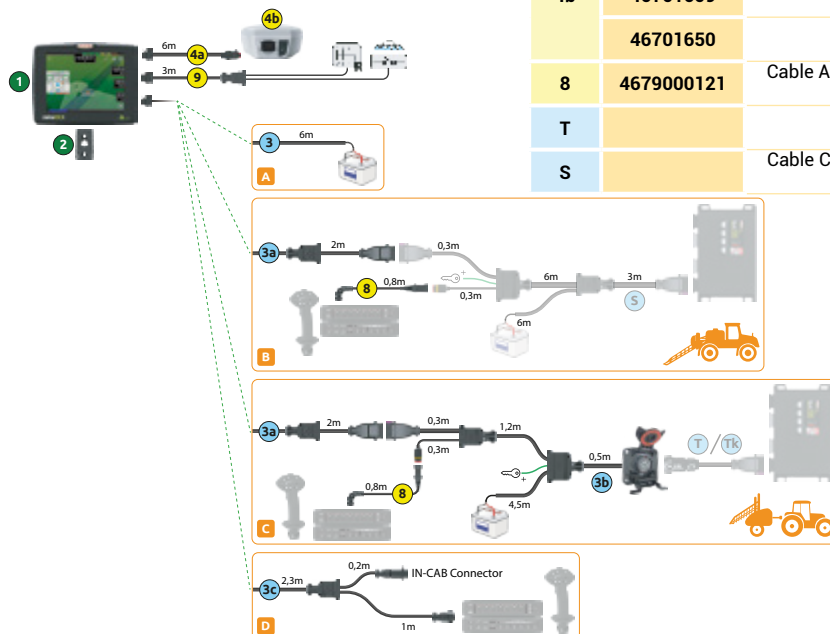 46701650
8 4679000121 Cable A
T
S Cable C
1
2
6m 4a 4b
3m 9
3 6m
A
3a 2m 0,3m
8 0,8m 0,3m
6m 3m
S
6m
B
3a 2m 0,3m 1,2m
0,3m
0,8m 8
+
4,5m
0,5m
3b
T / Tk
C
3c 2,3m 0,2m IN-CAB Connector
1m
D